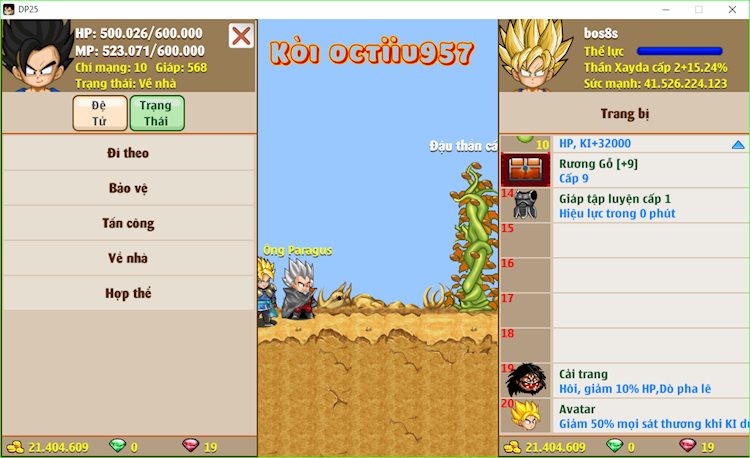 DP25
HP: 500.026/600.000
MP: 523.071/600.000
Chí mạng: 10 Giáp: 568
Trạng thái: Về nhà
Đệ
Tử
Trạng
Thái
Đi theo
Bảo vệ
Tấn công
Về nhà
Hợp thể
21.404.609
0
19
Kòi octiiu957
Đậu thần cấ
Ông Paragus
bos8s
Thể lực
Thần Xayda cấp 2+15.24%
Sức mạnh: 41.526.224.123
Trang bị
10
HP, KI+32000
Rương Gỗ [+9]
Cấp 9
14
Giáp tập luyện cấp 1
Hiệu lực trong 0 phút
15
16
17
18
19
Cải trang
Hôi, giảm 10% HP,Dò pha lê
20
Avatar
Giảm 50% mọi sát thương khi KI dư
21.404.609
0
19